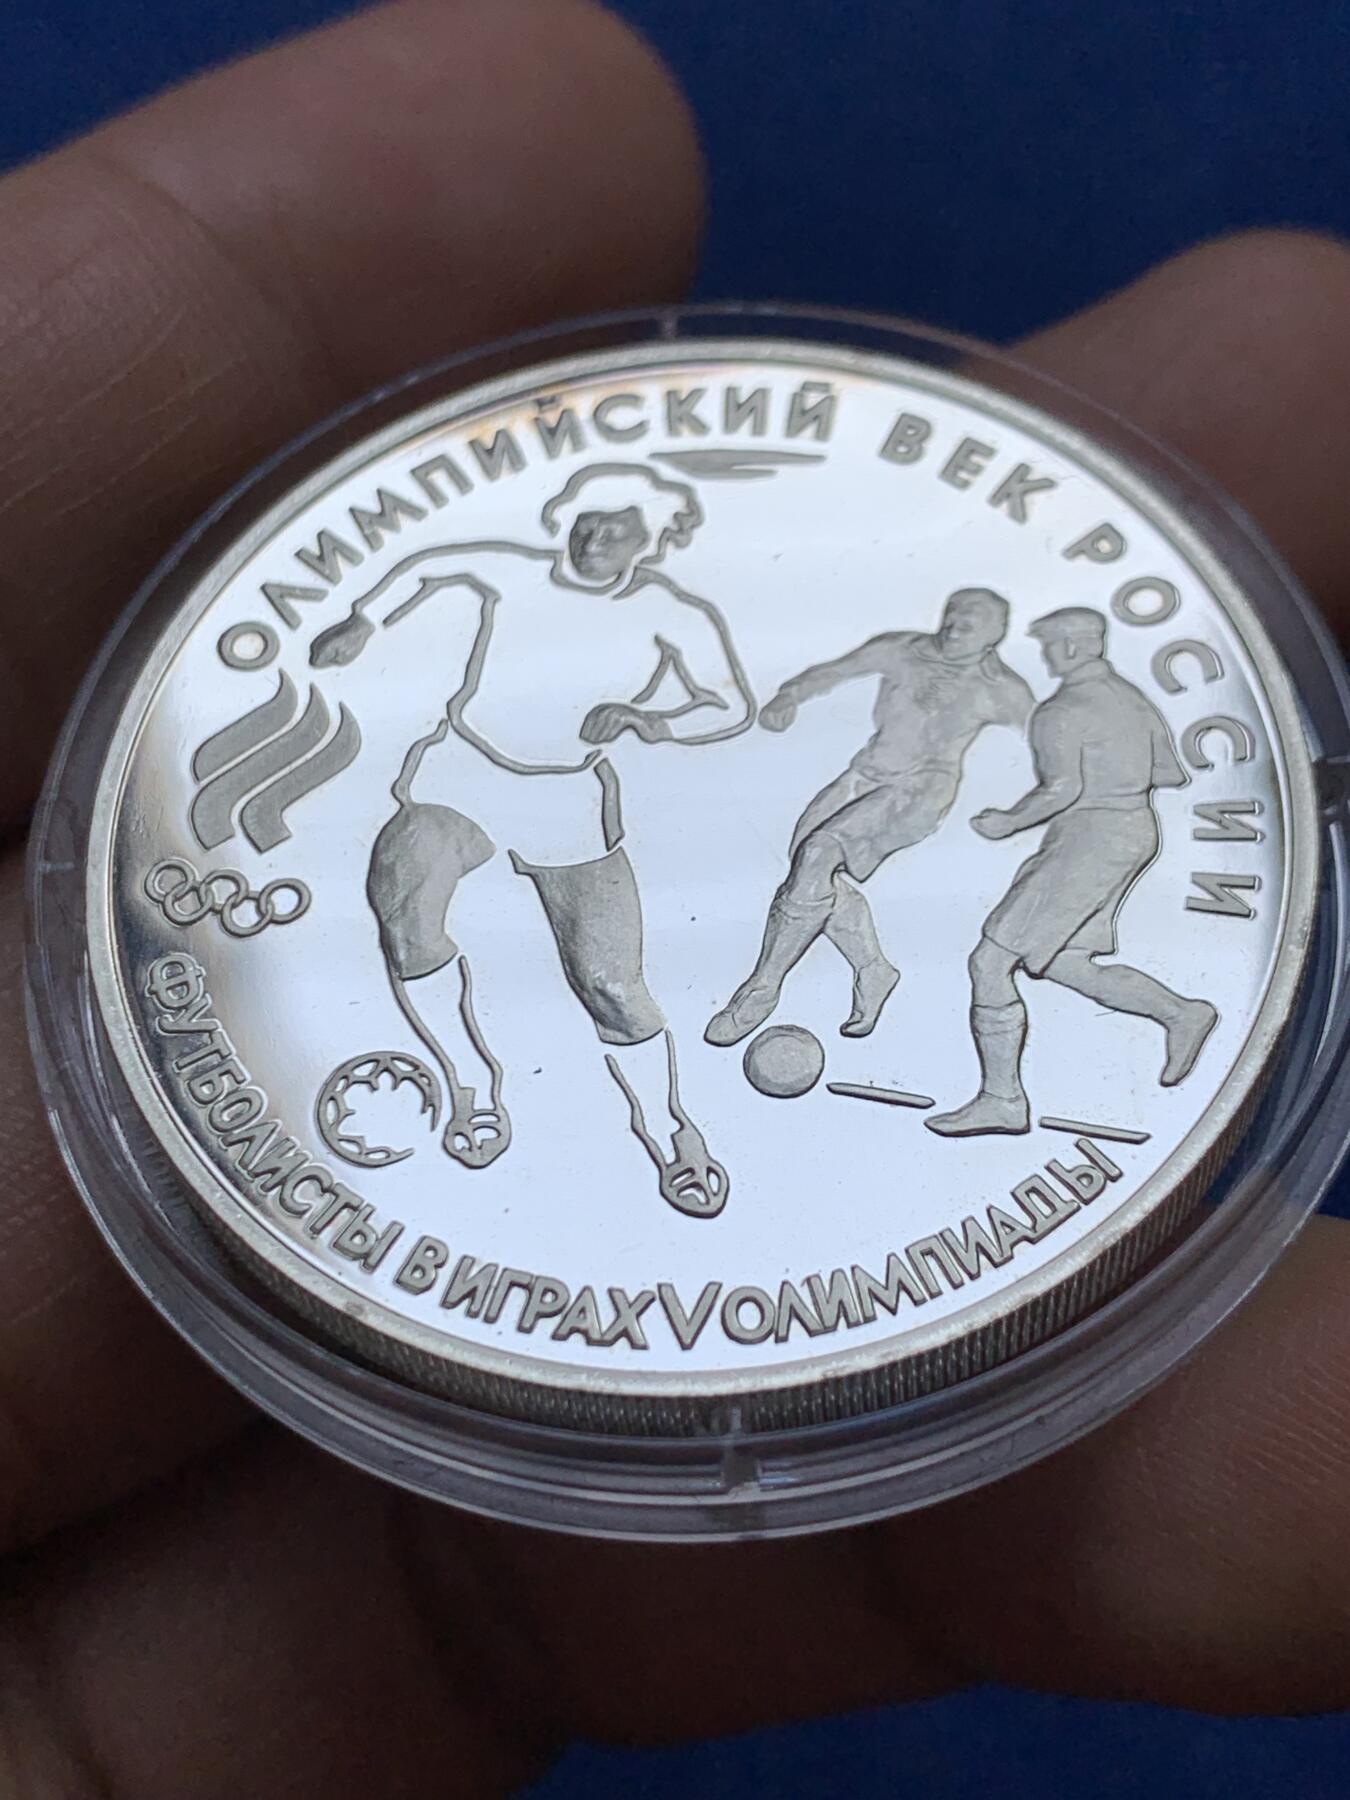 ОЛИМПИЙСКИЙ ВЕК РОССИИ
ФУТБОЛИСТЫ В ИГРАХ V ОЛИМПИАДЫ